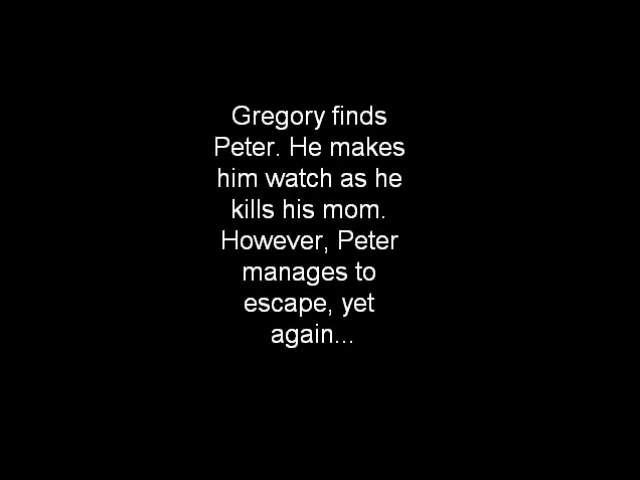 Gregory finds
Peter. He makes
him watch as he
kills his mom.
However, Peter
manages to
escape, yet
again...